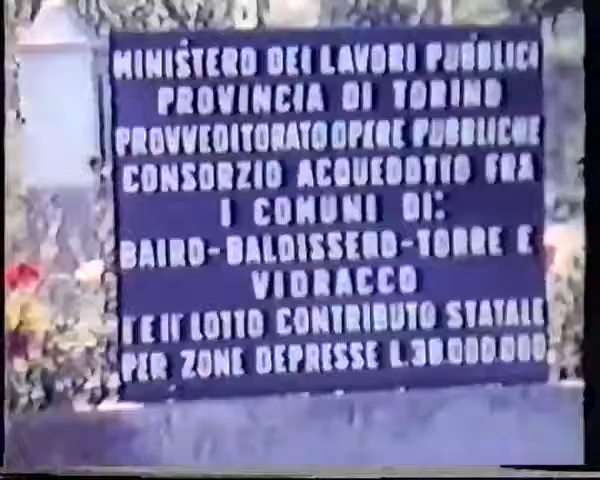 MINISTERO DEI LAVORI PUBBLICI
PROVINCIA DI TORINO
PROVVEDITORATO OPERE PUBBLICHE
CONSORZIO ACQUEDOTTO FRA
I COMUNI DI:
BAIRO-BALDISSERO-TORRE E
VIDRACCO
I° E II° LOTTO CONTRIBUTO STATALE
PER ZONE DEPRESSE L.30.000.000